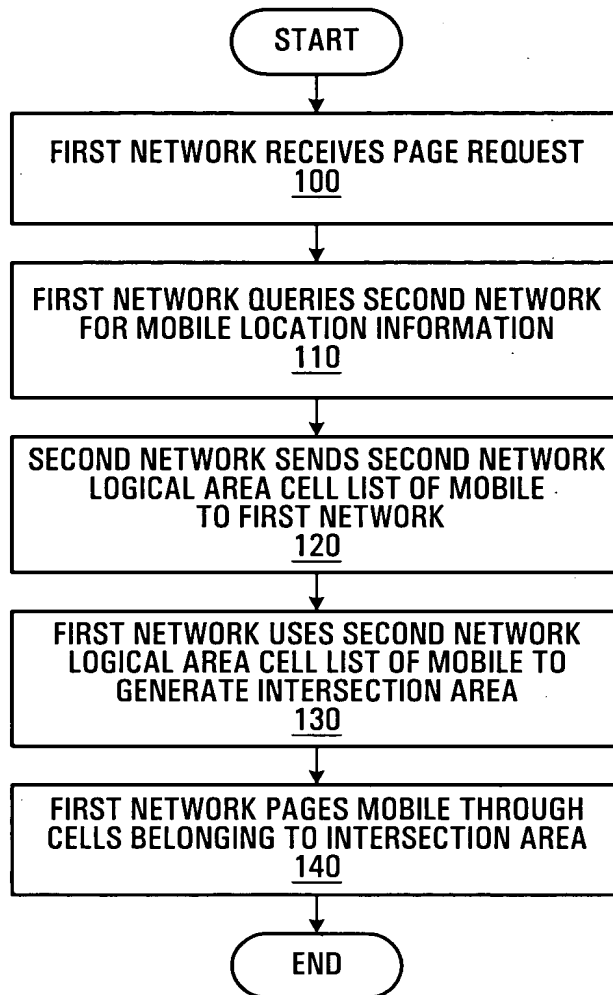 START
FIRST NETWORK RECEIVES PAGE REQUEST
100
FIRST NETWORK QUERIES SECOND NETWORK
FOR MOBILE LOCATION INFORMATION
110
SECOND NETWORK SENDS SECOND NETWORK
LOGICAL AREA CELL LIST OF MOBILE
TO FIRST NETWORK
120
FIRST NETWORK USES SECOND NETWORK
LOGICAL AREA CELL LIST OF MOBILE TO
GENERATE INTERSECTION AREA
130
FIRST NETWORK PAGES MOBILE THROUGH
CELLS BELONGING TO INTERSECTION AREA
140
END